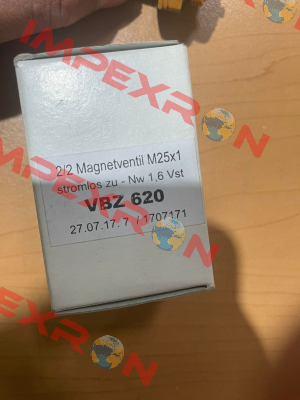 IMPEXRON
2/2 Magnetventil M25x1
stromlos zu - Nw 1,6 Vst
VBZ 620
27.07.17. 7 / 1707171
IMPEXRON
IMPEXRON